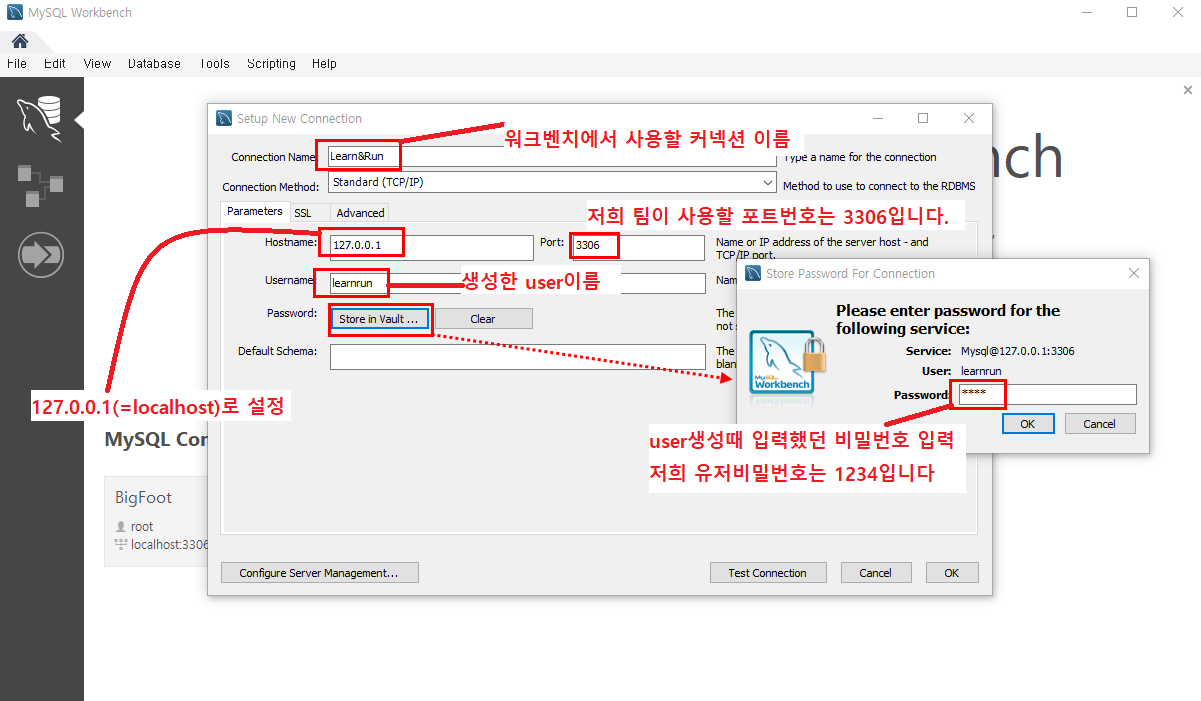 MySQL Workbench
File Edit View Database Tools Scripting Help
nch
Setup New Connection
워크벤치에서 사용할 커넥션 이름
Connection Name: Learn&Run Type a name for the connection
Connection Method: Standard (TCP/IP) Method to use to connect to the RDBMS
Parameters SSL Advanced
저희 팀이 사용할 포트번호는 3306입니다.
Hostname: 127.0.0.1 Port: 3306 Name or IP address of the server host - and
TCP/IP port.
Username: learnrun 생성한 user이름 Nam
Password: Store in Vault ... Clear The
not s
Default Schema: The
blan
Store Password For Connection
Please enter password for the
following service:
Service: Mysql@127.0.0.1:3306
User: learnrun
Password: ****
OK Cancel
MySQL
Workbench
127.0.0.1(=localhost)로 설정
user생성때 입력했던 비밀번호 입력
저희 유저비밀번호는 1234입니다
MySQL Con
BigFoot
root
localhost:3306
Configure Server Management... Test Connection Cancel OK